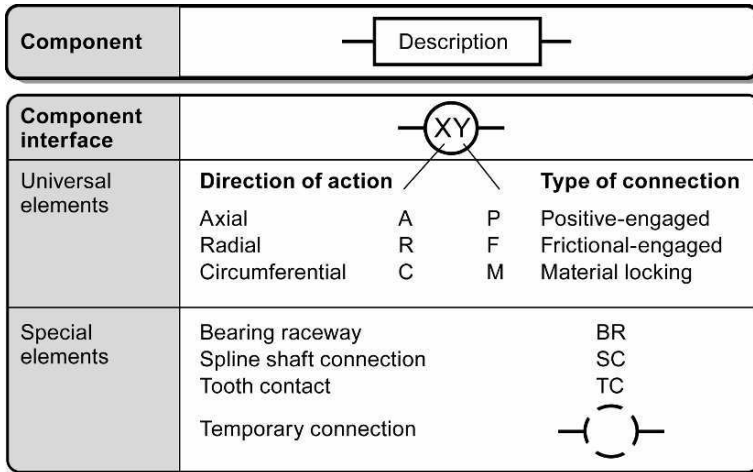 Component
Description
Component
interface
XY
Universal
elements
Direction of action
Type of connection
Axial A P Positive-engaged
Radial R F Frictional-engaged
Circumferential C M Material locking
Special
elements
Bearing raceway BR
Spline shaft connection SC
Tooth contact TC
Temporary connection